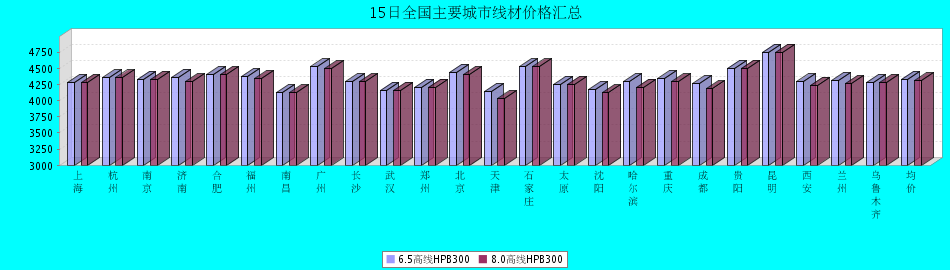 15日全国主要城市线材价格汇总
4750
4500
4250
4000
3750
3500
3250
3000
上海
杭州
南京
济南
合肥
福州
南昌
广州
长沙
武汉
郑州
北京
天津
石家庄
太原
沈阳
哈尔滨
重庆
成都
贵阳
昆明
西安
兰州
乌鲁木齐
均价
6.5高线HPB300 8.0高线HPB300